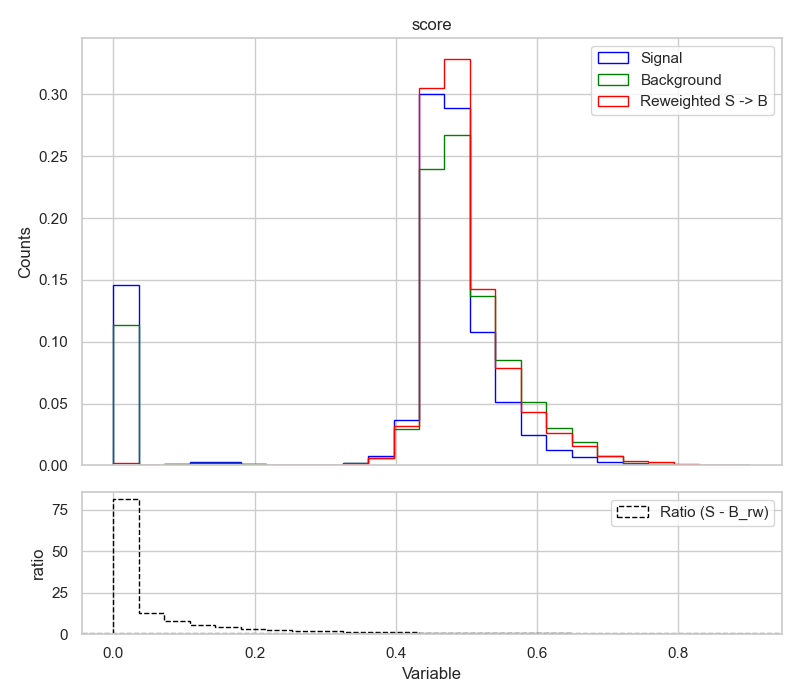 score
Signal
Background
Reweighted S -> B
Counts
0.30
0.25
0.20
0.15
0.10
0.05
0.00
Ratio (S - B_rw)
ratio
75
50
25
0
0.0 0.2 0.4 0.6 0.8
Variable